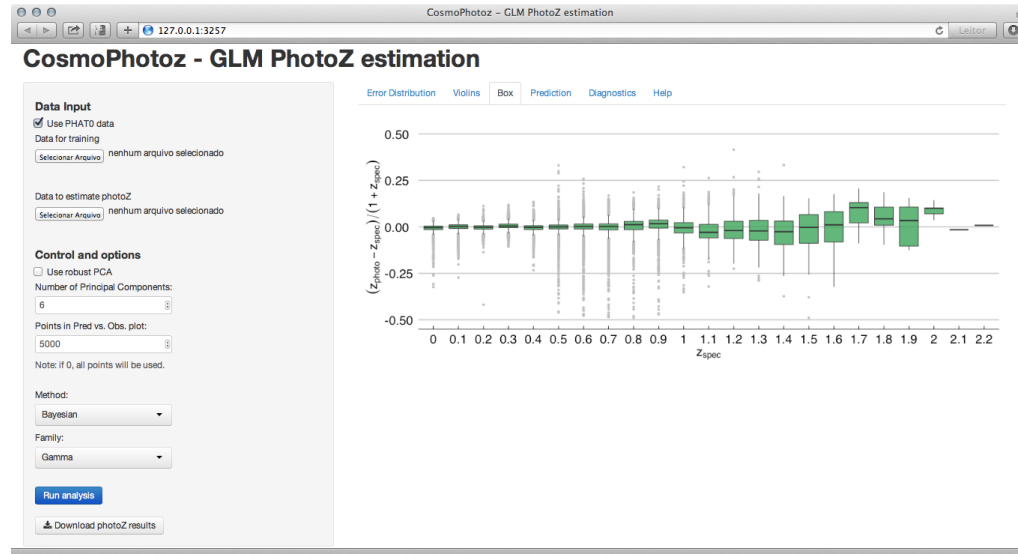 CosmoPhotoz - GLM PhotoZ estimation
127.0.0.1:3257
Leitor
CosmoPhotoz - GLM PhotoZ estimation
Data Input
Use PHAT0 data
Data for training
Selecionar Arquivo nenhum arquivo selecionado
Data to estimate photoZ
Selecionar Arquivo nenhum arquivo selecionado
Control and options
Use robust PCA
Number of Principal Components:
6
Points in Pred vs. Obs. plot:
5000
Note: if 0, all points will be used.
Method:
Bayesian
Family:
Gamma
Run analysis
Download photoZ results
Error Distribution Violins Box Prediction Diagnostics Help
(zphoto − zspec)/(1 + zspec)
0.50
0.25
0.00
-0.25
-0.50
0 0.1 0.2 0.3 0.4 0.5 0.6 0.7 0.8 0.9 1 1.1 1.2 1.3 1.4 1.5 1.6 1.7 1.8 1.9 2 2.1 2.2
zspec